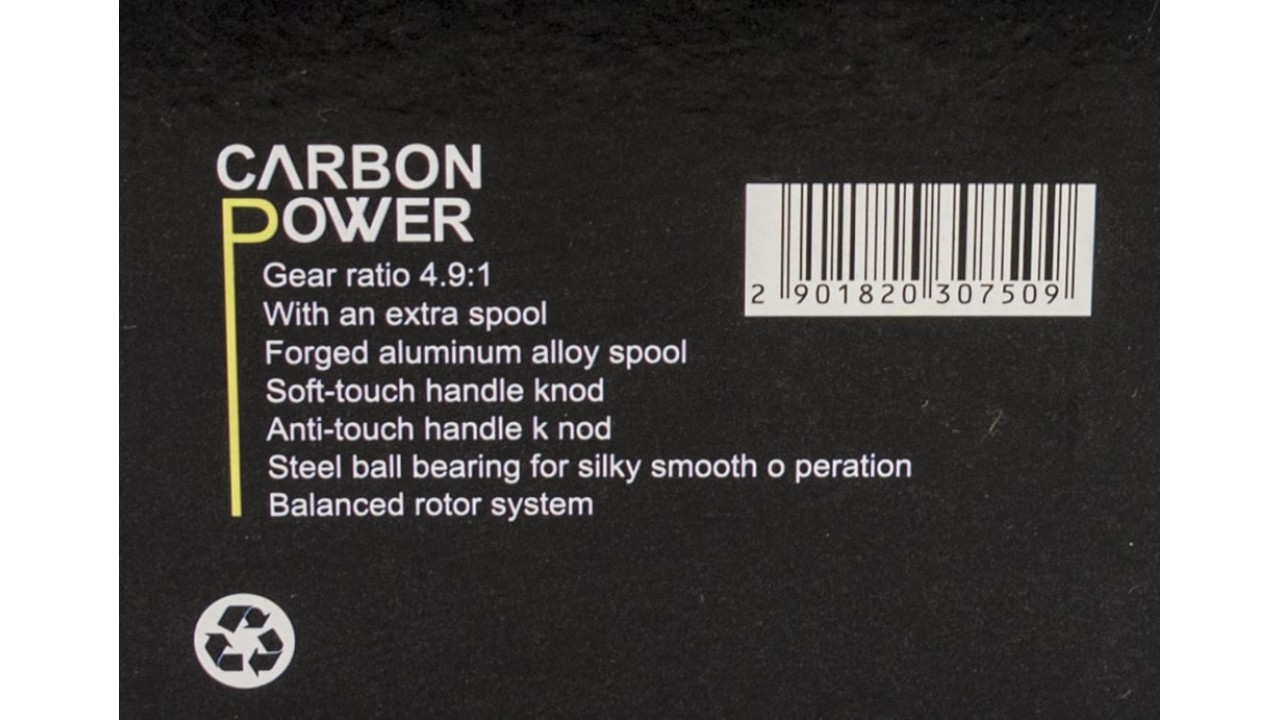 CARBON
POWER
Gear ratio 4.9:1
With an extra spool
Forged aluminum alloy spool
Soft-touch handle knod
Anti-touch handle k nod
Steel ball bearing for silky smooth o peration
Balanced rotor system
2 901820 307509